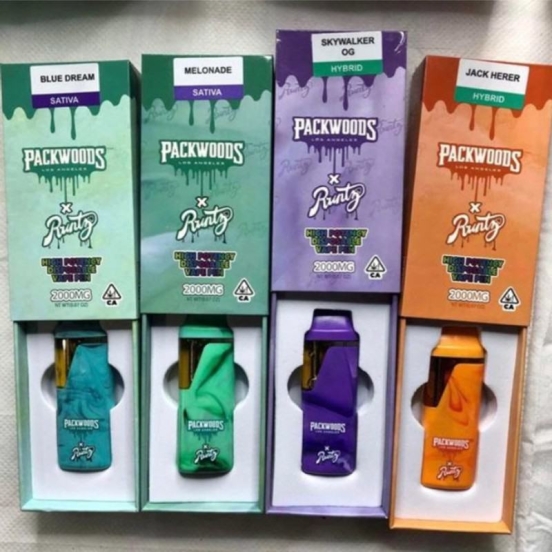 BLUE DREAM
SATIVA
PACKWOODS
LOS ANGELES
x
Runtz
2000MG
CA
PACKWOODS
x
Runtz
MELONADE
SATIVA
PACKWOODS
LOS ANGELES
x
Runtz
2000MG
CA
PACKWOODS
x
Runtz
SKYWALKER
OG
HYBRID
PACKWOODS
LOS ANGELES
x
Runtz
2000MG
CA
PACKWOODS
x
Runtz
JACK HERER
HYBRID
PACKWOODS
LOS ANGELES
x
Runtz
2000MG
CA
PACKWOODS
x
Runtz